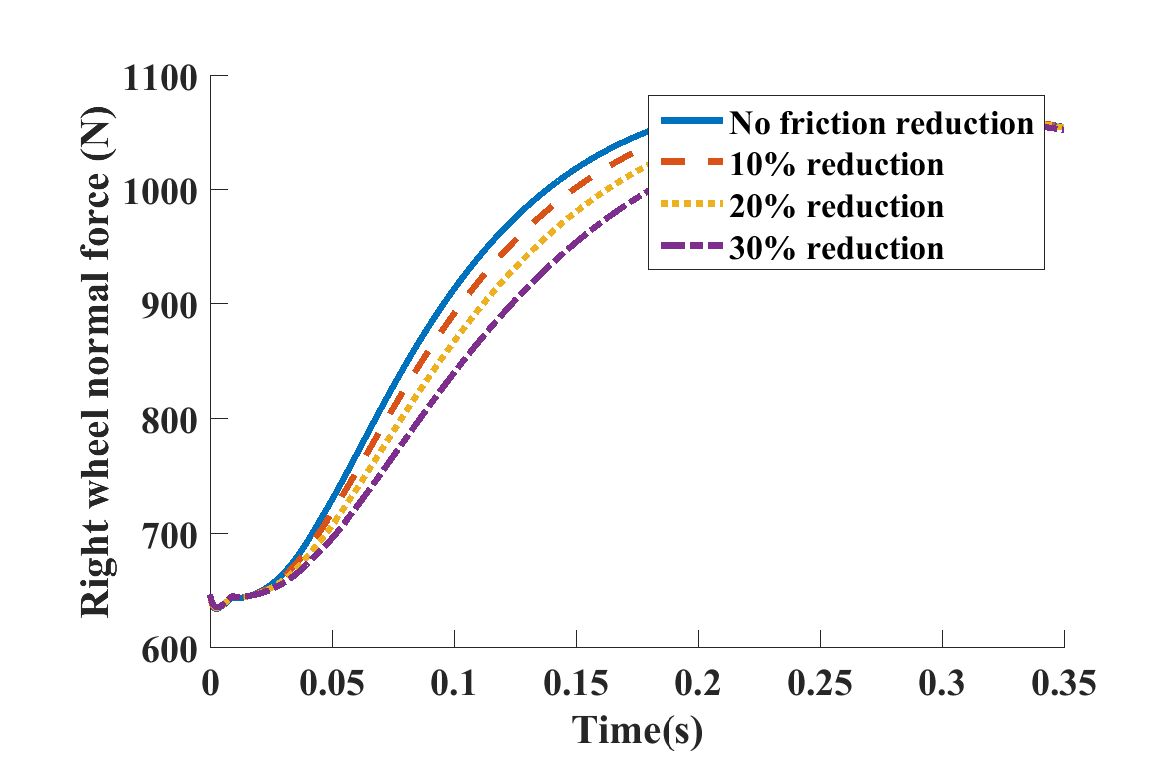 1100
1000
900
800
700
600
Right wheel normal force (N)
No friction reduction
10% reduction
20% reduction
30% reduction
0 0.05 0.1 0.15 0.2 0.25 0.3 0.35
Time(s)